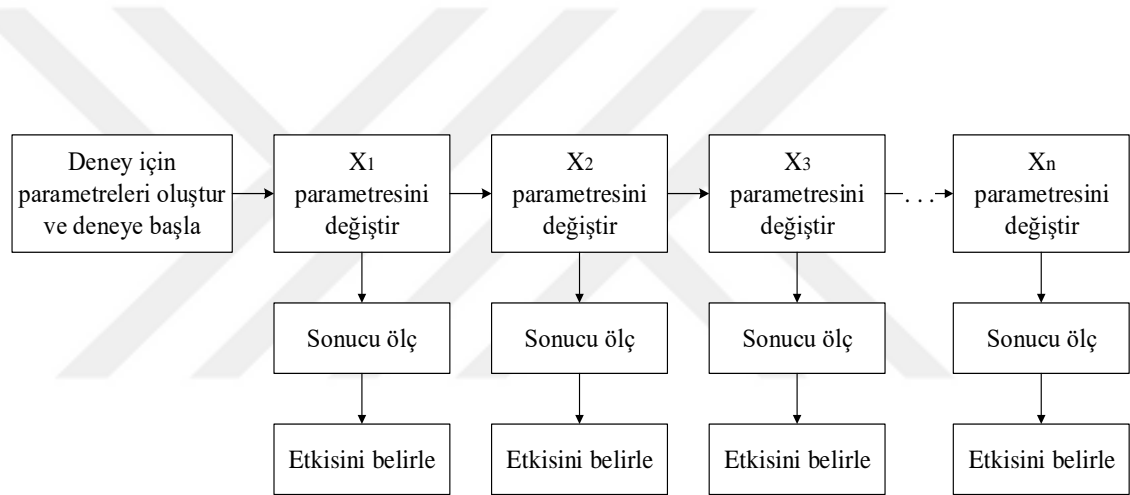 Deney için
parametreleri oluştur
ve deneye başla
X1
parametresini
değiştir
X2
parametresini
değiştir
X3
parametresini
değiştir
. . .
Xn
parametresini
değiştir
Sonucu ölç
Sonucu ölç
Sonucu ölç
Sonucu ölç
Etkisini belirle
Etkisini belirle
Etkisini belirle
Etkisini belirle